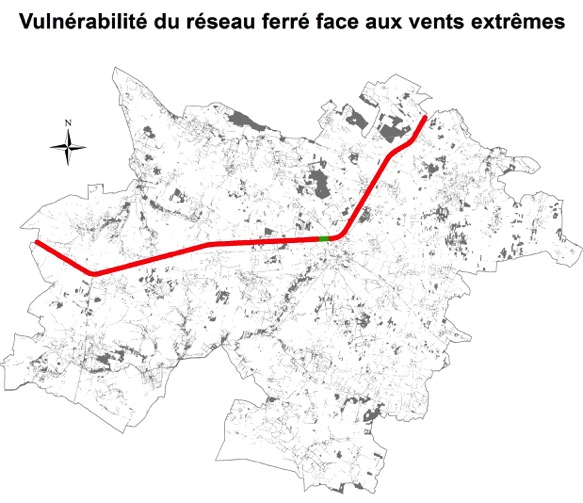 Vulnérabilité du réseau ferré face aux vents extrêmes
N